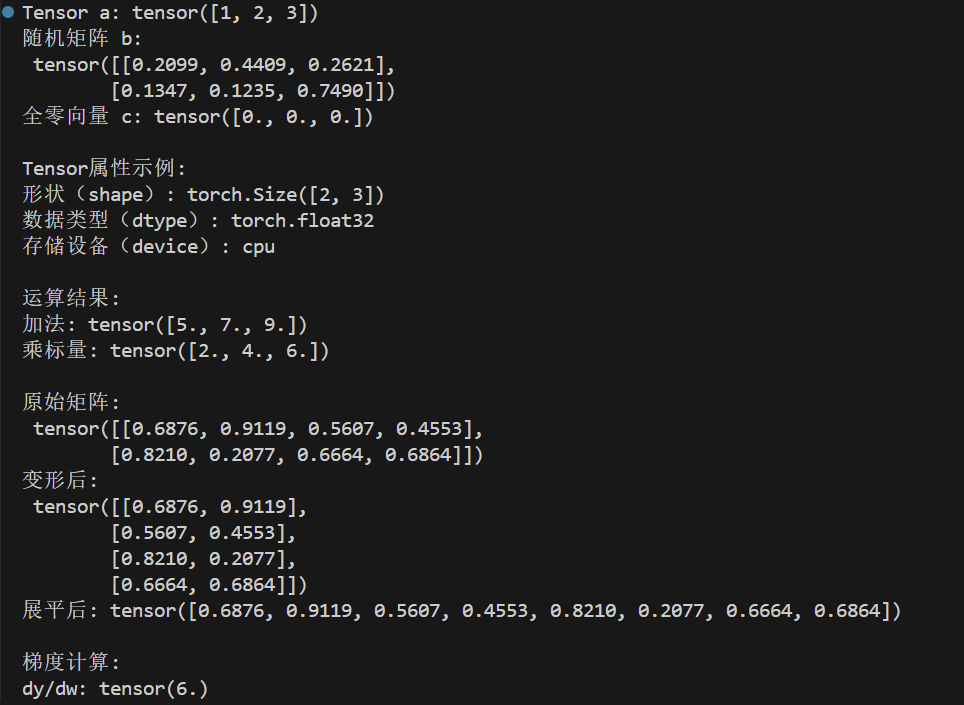 Tensor a: tensor([1, 2, 3])
随机矩阵 b:
 tensor([[0.2099, 0.4409, 0.2621],
        [0.1347, 0.1235, 0.7490]])
全零向量 c: tensor([0., 0., 0.])

Tensor属性示例:
形状（shape）: torch.Size([2, 3])
数据类型（dtype）: torch.float32
存储设备（device）: cpu

运算结果:
加法: tensor([5., 7., 9.])
乘标量: tensor([2., 4., 6.])

原始矩阵:
 tensor([[0.6876, 0.9119, 0.5607, 0.4553],
        [0.8210, 0.2077, 0.6664, 0.6864]])
变形后:
 tensor([[0.6876, 0.9119],
        [0.5607, 0.4553],
        [0.8210, 0.2077],
        [0.6664, 0.6864]])
展平后: tensor([0.6876, 0.9119, 0.5607, 0.4553, 0.8210, 0.2077, 0.6664, 0.6864])

梯度计算:
dy/dw: tensor(6.)